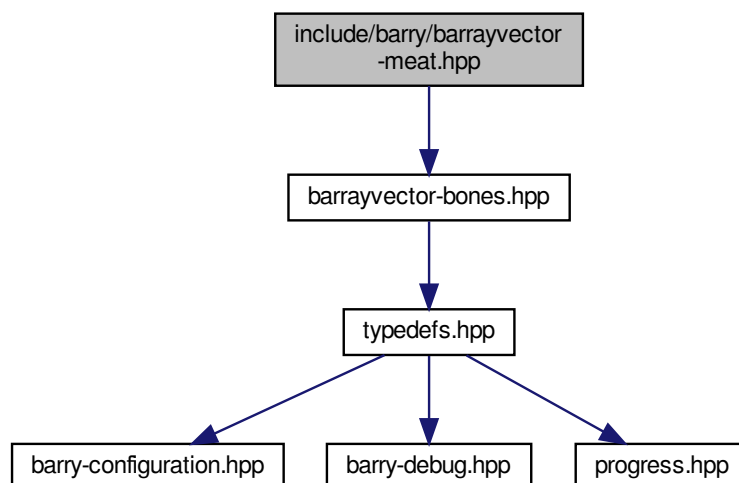 include/barry/barrayvector
-meat.hpp
barrayvector-bones.hpp
typedefs.hpp
barry-configuration.hpp
barry-debug.hpp
progress.hpp